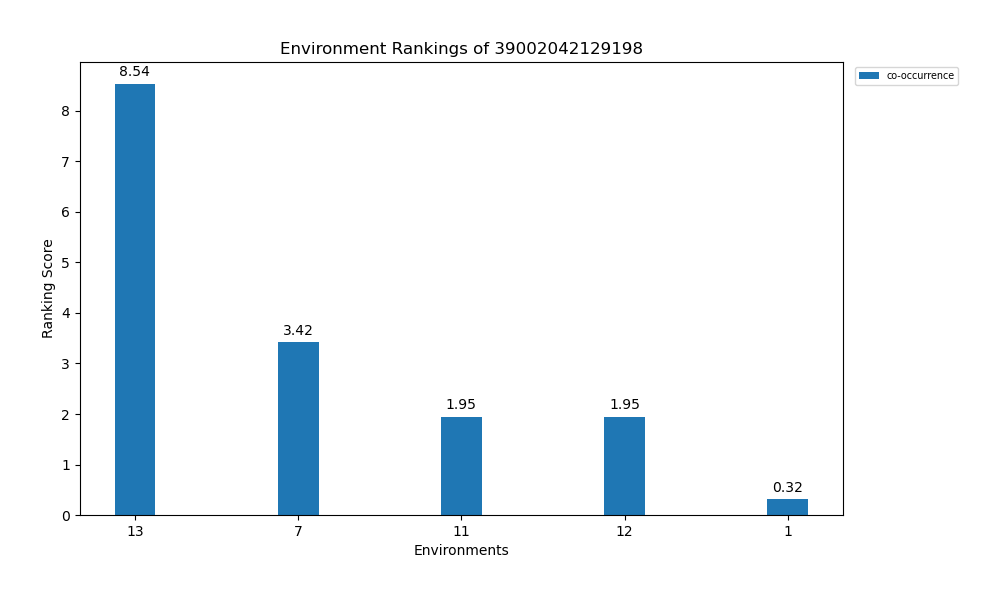 Environment Rankings of 39002042129198
co-occurrence
8.54
3.42
1.95
1.95
0.32
Ranking Score
8
7
6
5
4
3
2
1
0
13 7 11 12 1
Environments